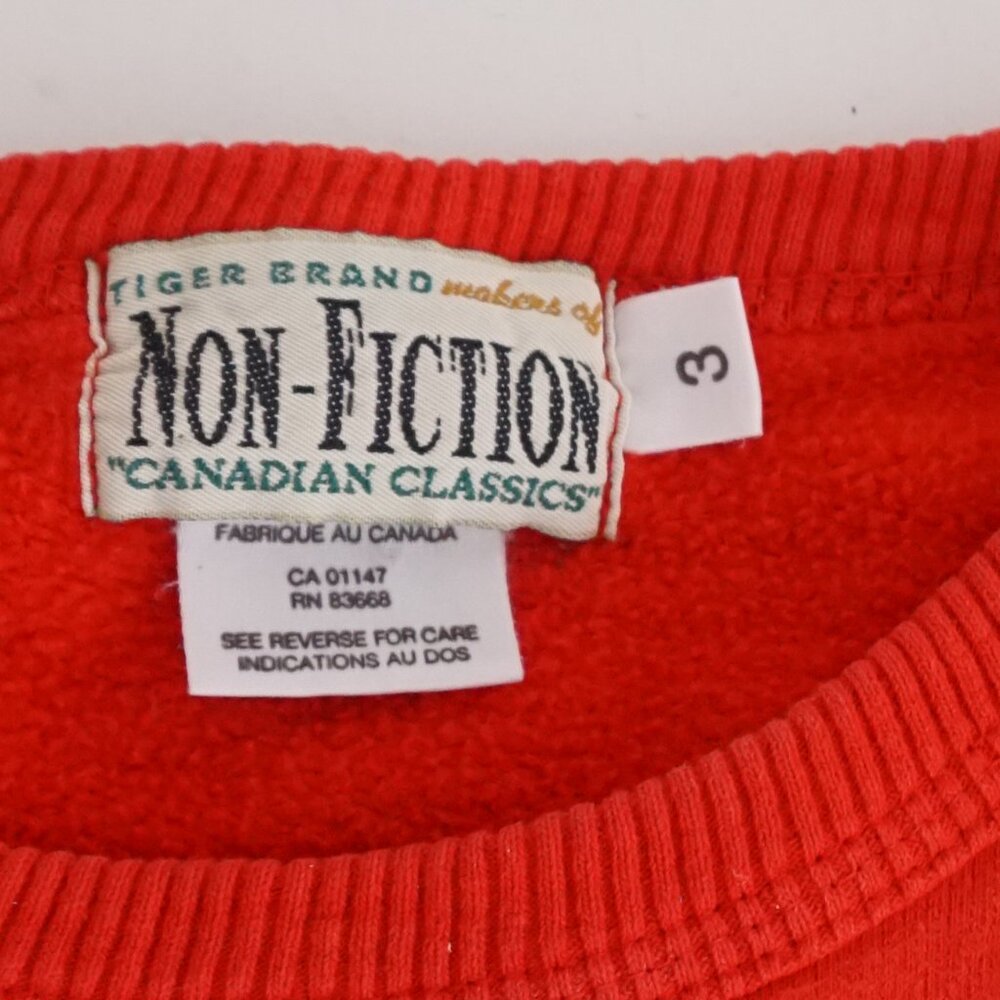 TIGER BRAND makers of
NON-FICTION
"CANADIAN CLASSICS"
3
FABRIQUE AU CANADA
CA 01147
RN 83668
SEE REVERSE FOR CARE
INDICATIONS AU DOS